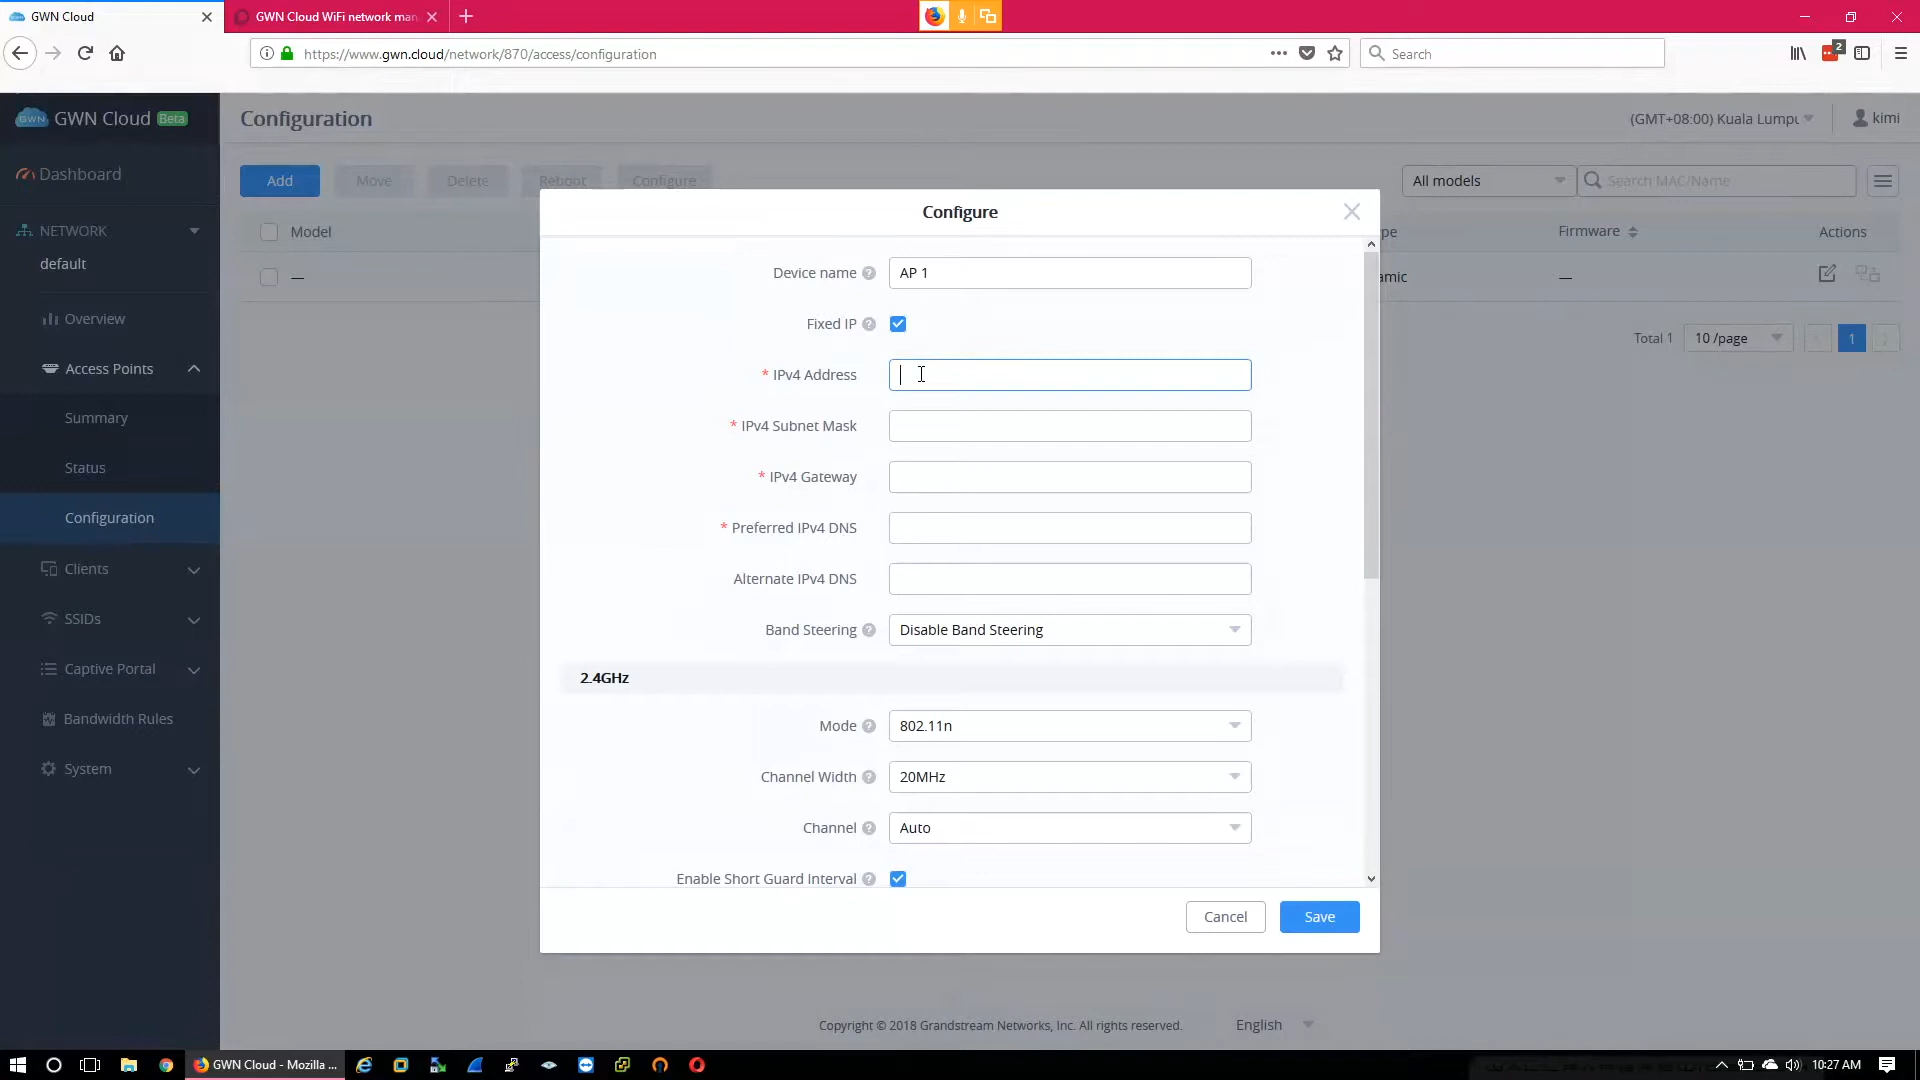 GWN Cloud
GWN Cloud WiFi network man
https://www.gwn.cloud/network/870/access/configuration
Search
2
GWN
GWN Cloud Beta
Configuration
(GMT+08:00) Kuala Lumpu
kimi
Dashboard
Add
Move
Delete
Reboot
Configure
All models
Search MAC/Name
NETWORK
default
Model
Firmware
Actions
—
amic
—
Total 1
10 /page
1
Overview
Access Points
Summary
Status
Configuration
Clients
SSIDs
Captive Portal
Bandwidth Rules
System
Configure
Device name
AP 1
Fixed IP
* IPv4 Address
* IPv4 Subnet Mask
* IPv4 Gateway
* Preferred IPv4 DNS
Alternate IPv4 DNS
Band Steering
Disable Band Steering
2.4GHz
Mode
802.11n
Channel Width
20MHz
Channel
Auto
Enable Short Guard Interval
Cancel
Save
Copyright © 2018 Grandstream Networks, Inc. All rights reserved.
English
GWN Cloud - Mozilla ...
10:27 AM